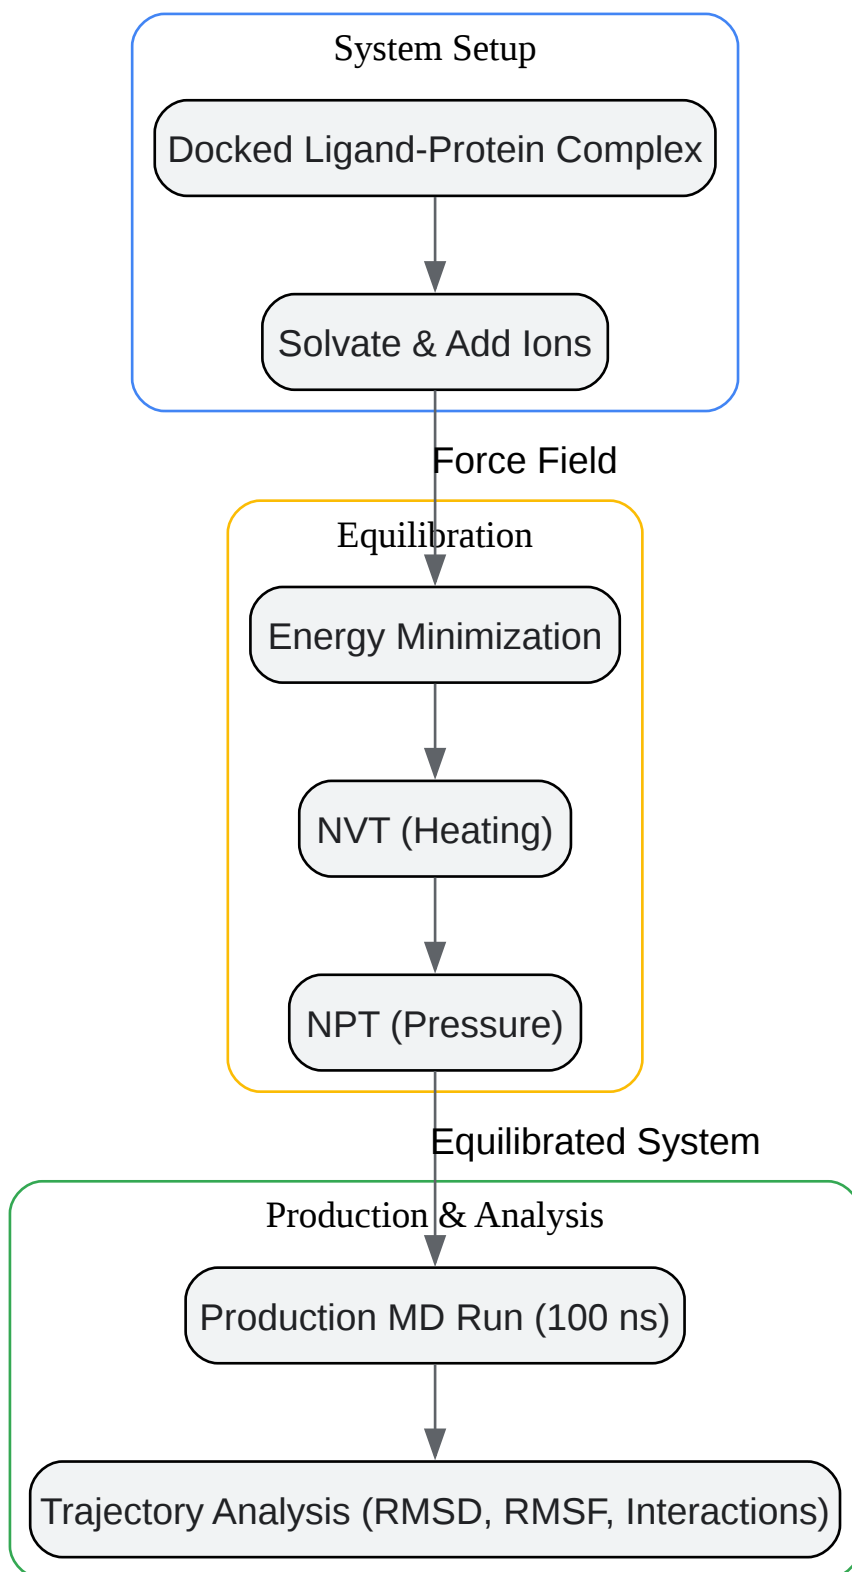 System Setup
Docked Ligand-Protein Complex
Solvate & Add Ions
Force Field
Equilibration
Energy Minimization
NVT (Heating)
NPT (Pressure)
Equilibrated System
Production & Analysis
Production MD Run (100 ns)
Trajectory Analysis (RMSD, RMSF, Interactions)